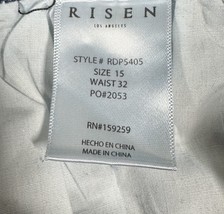 RISEN
LOS ANGELES
STYLE # RDP5405
SIZE 15
WAIST 32
PO#2053
RN#159259
HECHO EN CHINA
MADE IN CHINA